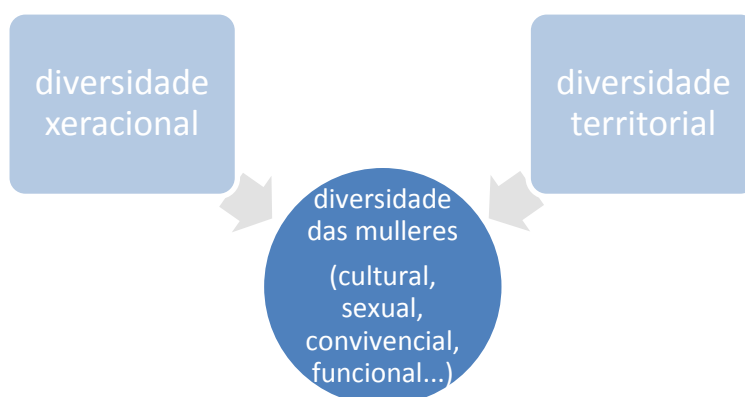 diversidade
xeracional
diversidade
territorial
diversidade
das mulleres
(cultural,
sexual,
convivencial,
funcional...)